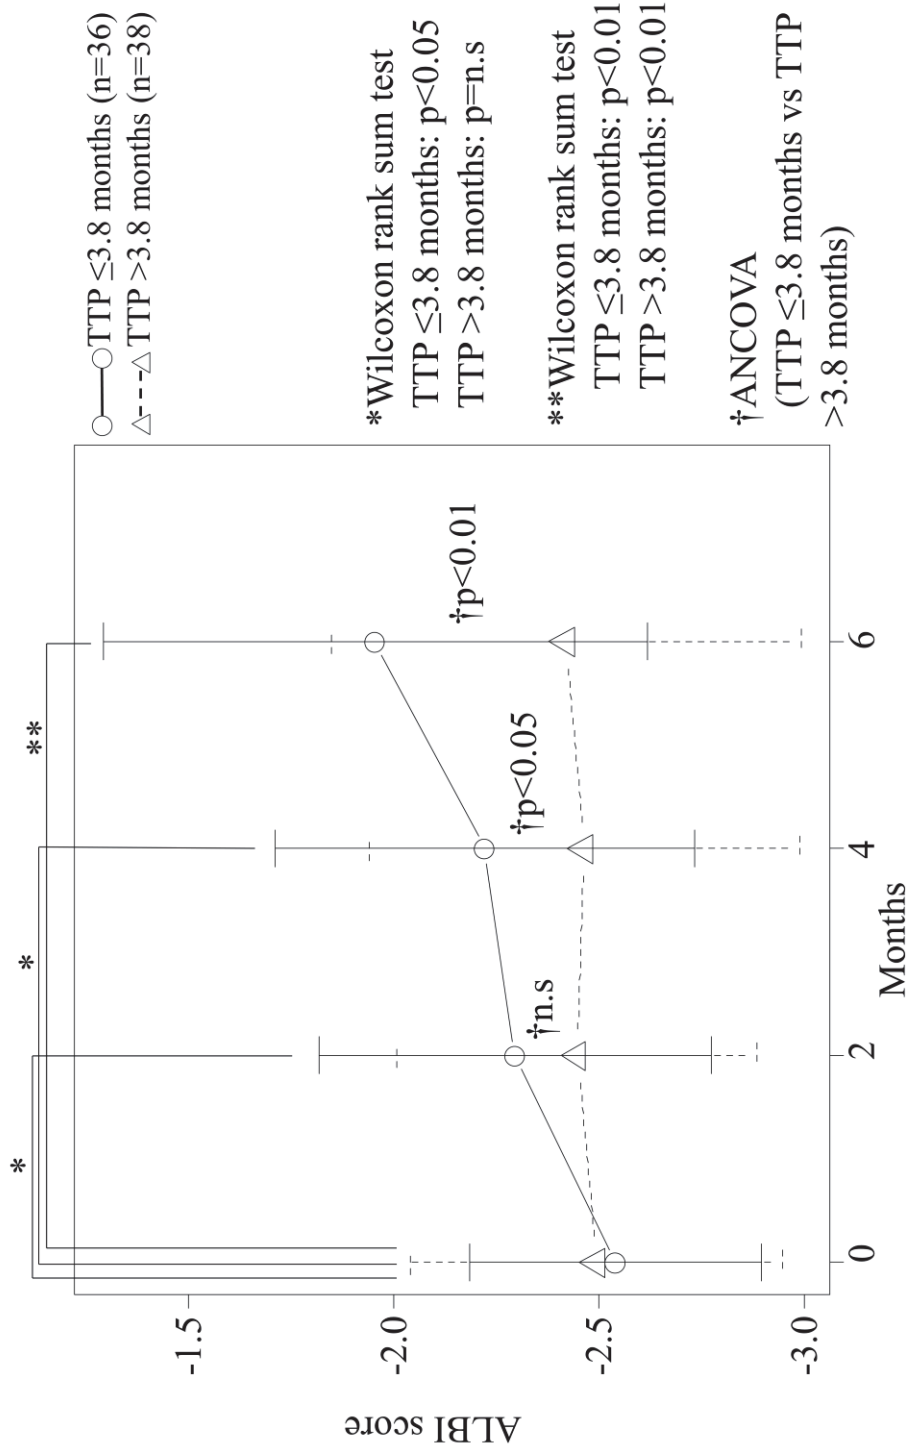 TTP ≤3.8 months (n=36)
TTP >3.8 months (n=38)
*Wilcoxon rank sum test
TTP ≤3.8 months: p<0.05
TTP >3.8 months: p=n.s
**Wilcoxon rank sum test
TTP ≤3.8 months: p<0.01
TTP >3.8 months: p<0.01
†ANCOVA
(TTP ≤3.8 months vs TTP
>3.8 months)
*
*
**
†n.s
†p<0.05
†p<0.01
ALBI score
-1.5
-2.0
-2.5
-3.0
0
2
4
6
Months